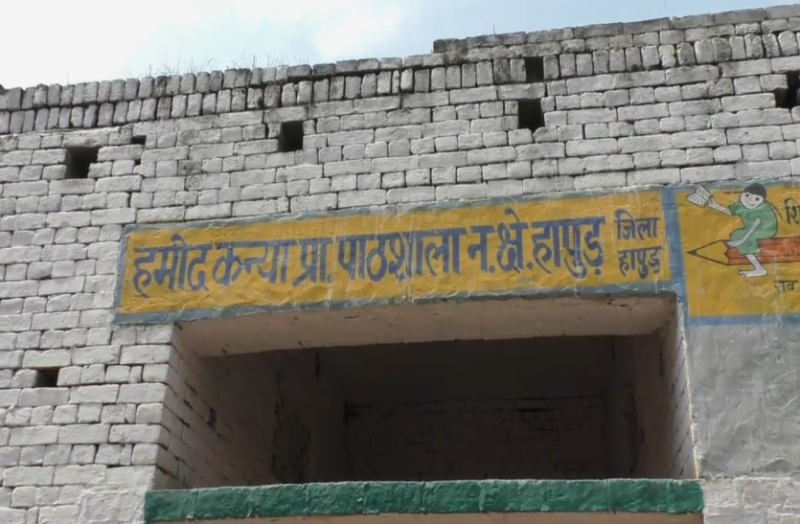 हमीद कन्या प्रा. पाठशाला न.क्षे.हापुड़
जिला
हापुड़